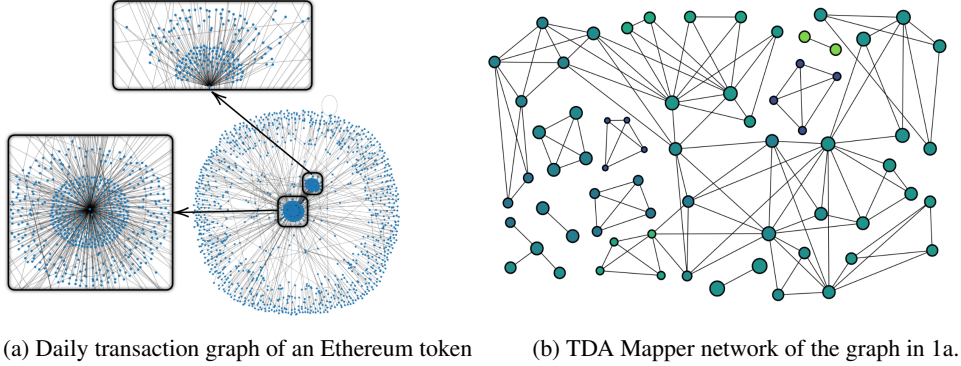 (a) Daily transaction graph of an Ethereum token
(b) TDA Mapper network of the graph in 1a.